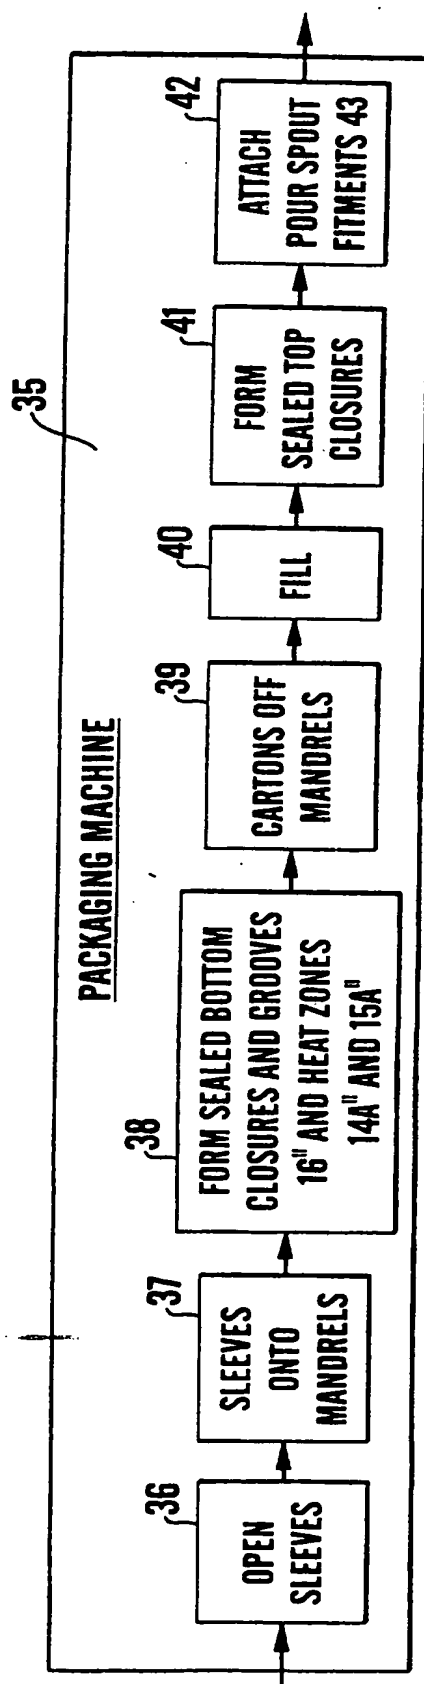 35
PACKAGING MACHINE
36
OPEN
SLEEVES
37
SLEEVES
ONTO
MANDRELS
38
FORM SEALED BOTTOM
CLOSURES AND GROOVES
16" AND HEAT ZONES
14A" AND 15A"
39
CARTONS OFF
MANDRELS
40
FILL
41
FORM
SEALED TOP
CLOSURES
42
ATTACH
POUR SPOUT
FITMENTS 43